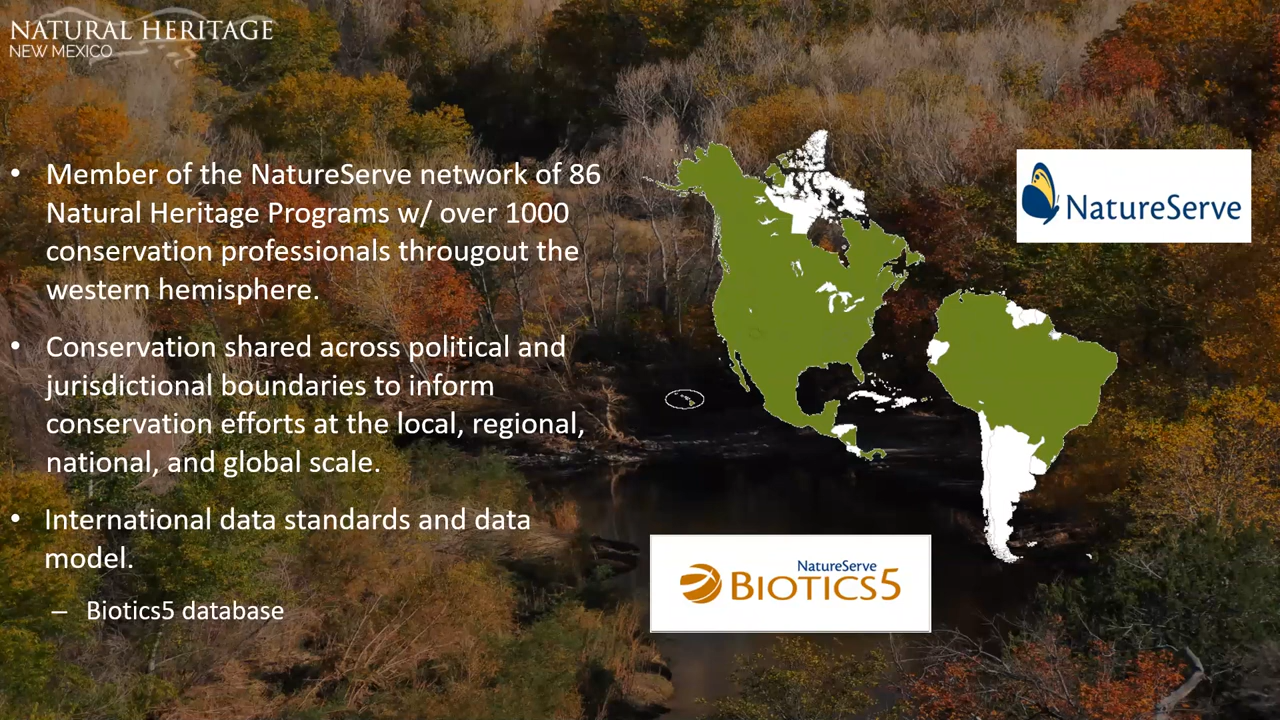 NATURAL HERITAGE
NEW MEXICO
• Member of the NatureServe network of 86
Natural Heritage Programs w/ over 1000
conservation professionals througout the
western hemisphere.
• Conservation shared across political and
jurisdictional boundaries to inform
conservation efforts at the local, regional,
national, and global scale.
• International data standards and data
model.
– Biotics5 database
NatureServe
NatureServe
BIOTICS5